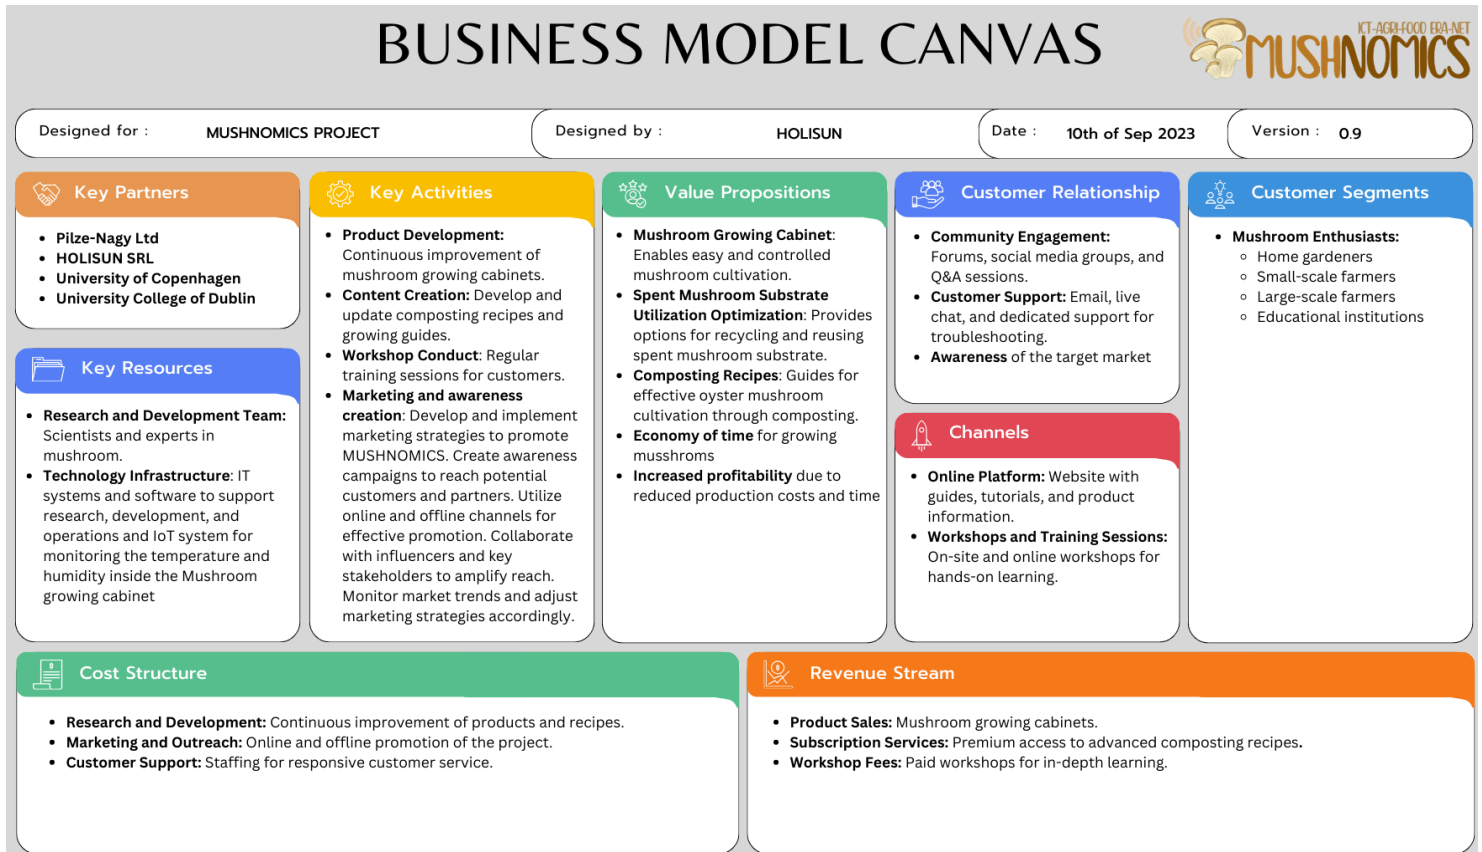 BUSINESS MODEL CANVAS
ICT-AGRI-FOOD ERA-NET
MUSHNOMICS
Designed for :
MUSHNOMICS PROJECT
Designed by :
HOLISUN
Date :
10th of Sep 2023
Version :
0.9
Key Partners
• Pilze-Nagy Ltd
• HOLISUN SRL
• University of Copenhagen
• University College of Dublin
Key Resources
• Research and Development Team:
Scientists and experts in
mushroom.
• Technology Infrastructure: IT
systems and software to support
research, development, and
operations and IoT system for
monitoring the temperature and
humidity inside the Mushroom
growing cabinet
Key Activities
• Product Development:
Continuous improvement of
mushroom growing cabinets.
• Content Creation: Develop and
update composting recipes and
growing guides.
• Workshop Conduct: Regular
training sessions for customers.
• Marketing and awareness
creation: Develop and implement
marketing strategies to promote
MUSHNOMICS. Create awareness
campaigns to reach potential
customers and partners. Utilize
online and offline channels for
effective promotion. Collaborate
with influencers and key
stakeholders to amplify reach.
Monitor market trends and adjust
marketing strategies accordingly.
Value Propositions
• Mushroom Growing Cabinet:
Enables easy and controlled
mushroom cultivation.
• Spent Mushroom Substrate
Utilization Optimization: Provides
options for recycling and reusing
spent mushroom substrate.
• Composting Recipes: Guides for
effective oyster mushroom
cultivation through composting.
• Economy of time for growing
musshroms
• Increased profitability due to
reduced production costs and time
Customer Relationship
• Community Engagement:
Forums, social media groups, and
Q&A sessions.
• Customer Support: Email, live
chat, and dedicated support for
troubleshooting.
• Awareness of the target market
Channels
• Online Platform: Website with
guides, tutorials, and product
information.
• Workshops and Training Sessions:
On-site and online workshops for
hands-on learning.
Customer Segments
• Mushroom Enthusiasts:
○ Home gardeners
○ Small-scale farmers
○ Large-scale farmers
○ Educational institutions
Cost Structure
• Research and Development: Continuous improvement of products and recipes.
• Marketing and Outreach: Online and offline promotion of the project.
• Customer Support: Staffing for responsive customer service.
Revenue Stream
• Product Sales: Mushroom growing cabinets.
• Subscription Services: Premium access to advanced composting recipes.
• Workshop Fees: Paid workshops for in-depth learning.